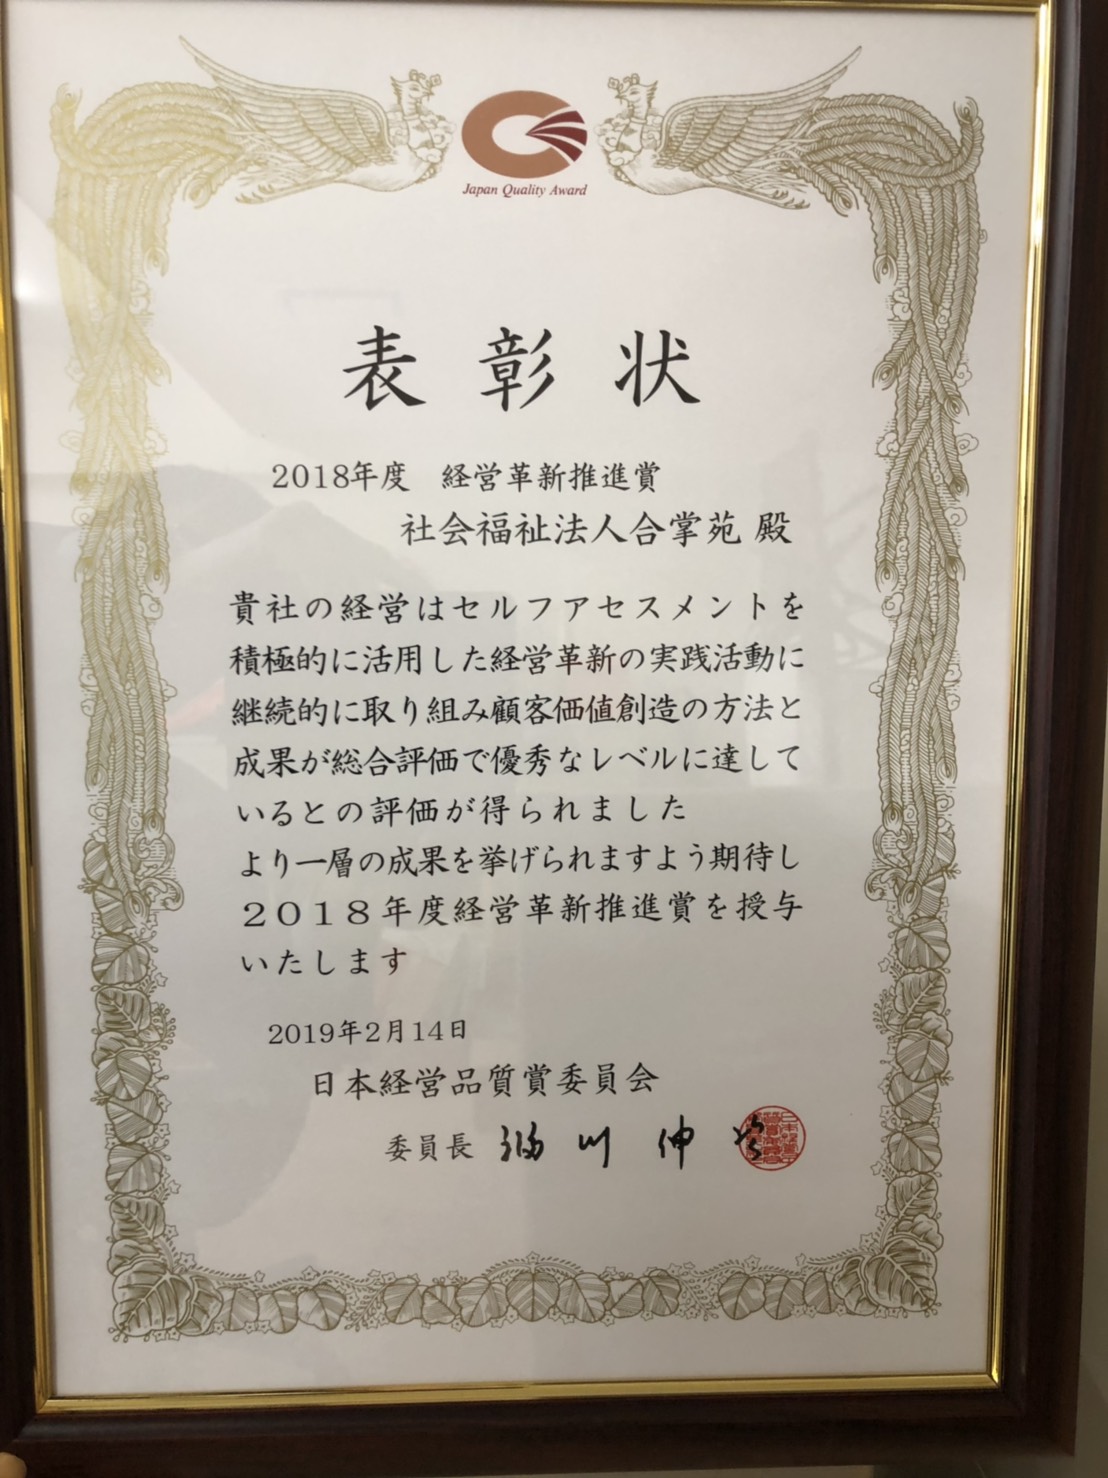 Japan Quality Award
表彰状
2018年度 経営革新推進賞
社会福祉法人合掌苑 殿
貴社の経営はセルフアセスメントを
積極的に活用した経営革新の実践活動に
継続的に取り組み顧客価値創造の方法と
成果が総合評価で優秀なレベルに達して
いるとの評価が得られました
より一層の成果を挙げられますよう期待し
２０１８年度経営革新推進賞を授与
いたします
2019年2月14日
日本経営品質賞委員会
委員長 川 伸